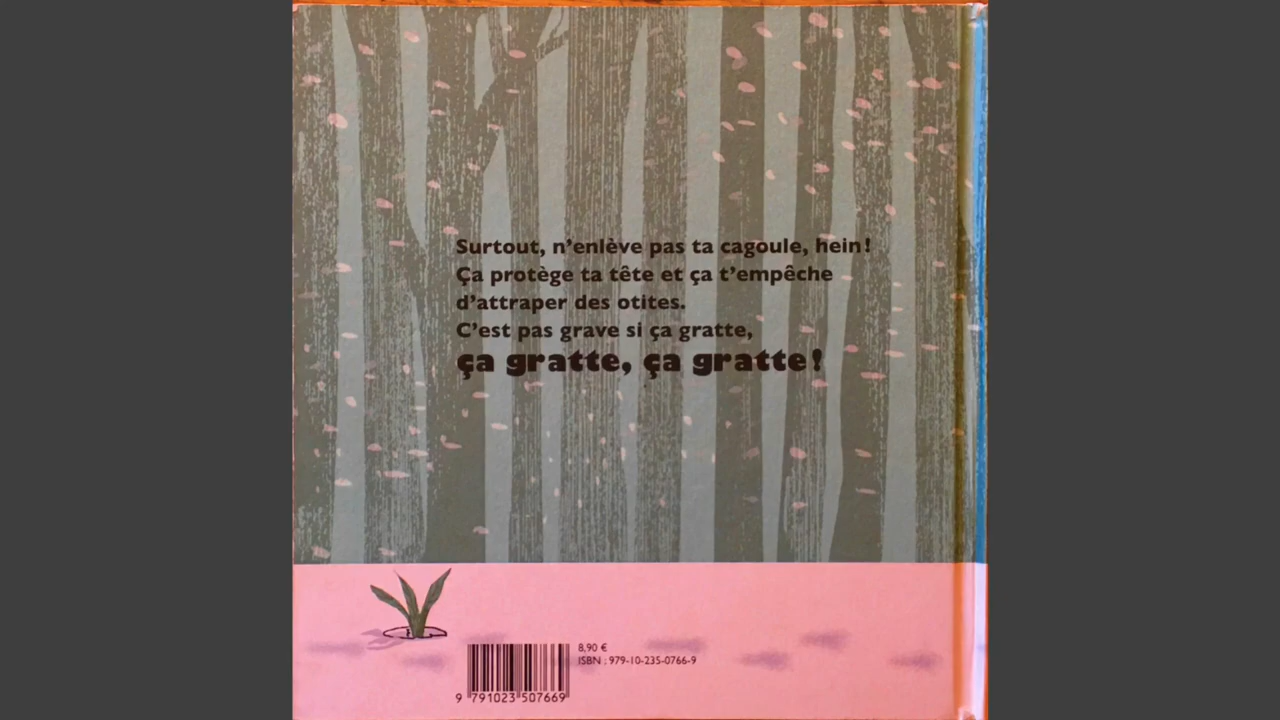 Surtout, n'enlève pas ta cagoule, hein !
Ça protège ta tête et ça t'empêche
d'attraper des otites.
C'est pas grave si ça gratte,
ça gratte, ça gratte !
8,90 €
ISBN : 979-10-235-0766-9
9 791023 507669